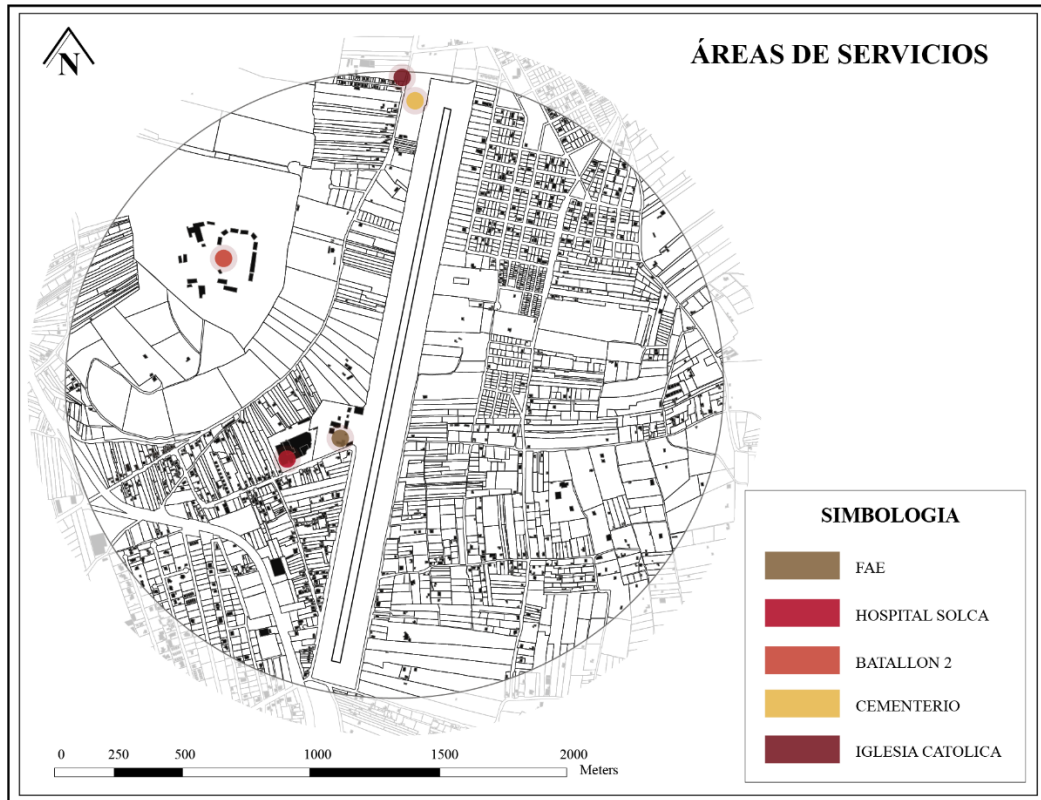 N
ÁREAS DE SERVICIOS
SIMBOLOGIA
FAE
HOSPITAL SOLCA
BATALLON 2
CEMENTERIO
IGLESIA CATOLICA
0 250 500 1000 1500 2000
Meters